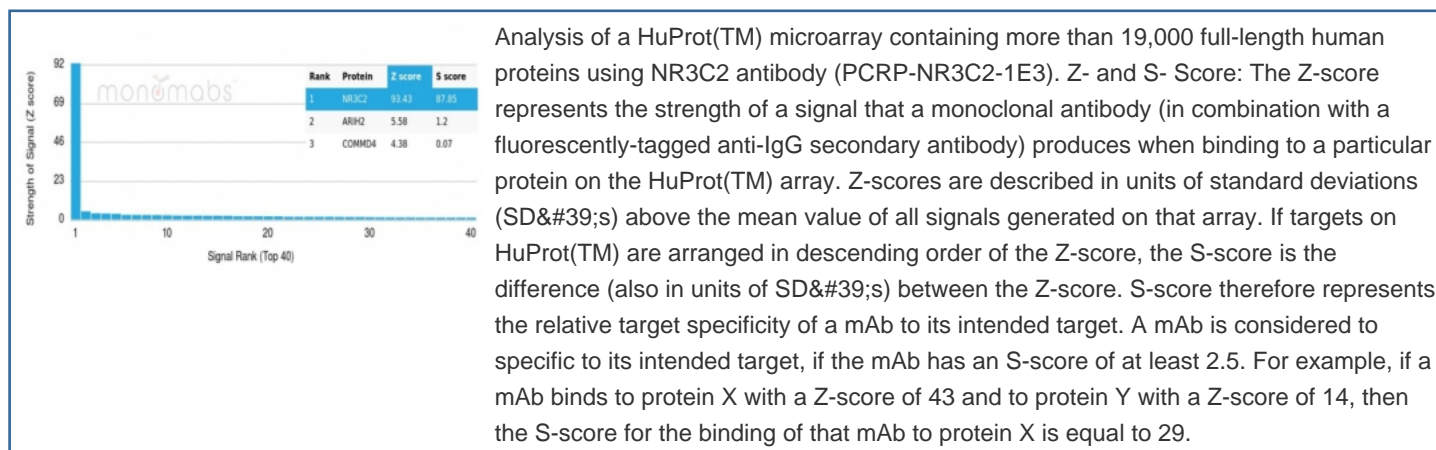 Strength of Signal (Z score)
92
69
46
23
0
1
10
20
30
40
Signal Rank (Top 40)
monomabs
Rank Protein Z score S score
1 NR3C2 93.43 87.85
2 ARIH2 5.58 1.2
3 COMMD4 4.38 0.07
Analysis of a HuProt(TM) microarray containing more than 19,000 full-length human
proteins using NR3C2 antibody (PCRP-NR3C2-1E3). Z- and S- Score: The Z-score
represents the strength of a signal that a monoclonal antibody (in combination with a
fluorescently-tagged anti-IgG secondary antibody) produces when binding to a particular
protein on the HuProt(TM) array. Z-scores are described in units of standard deviations
(SD&#39;s) above the mean value of all signals generated on that array. If targets on
HuProt(TM) are arranged in descending order of the Z-score, the S-score is the
difference (also in units of SD&#39;s) between the Z-score. S-score therefore represents
the relative target specificity of a mAb to its intended target. A mAb is considered to
specific to its intended target, if the mAb has an S-score of at least 2.5. For example, if a
mAb binds to protein X with a Z-score of 43 and to protein Y with a Z-score of 14, then
the S-score for the binding of that mAb to protein X is equal to 29.